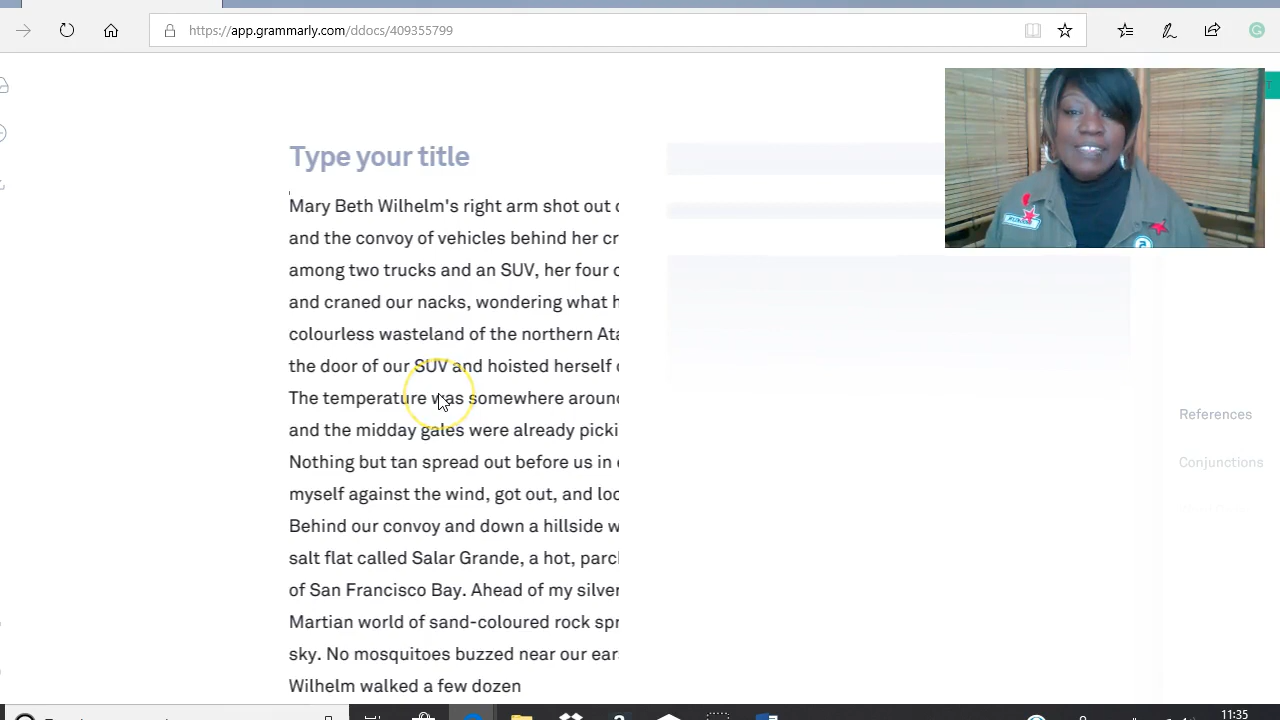 https://app.grammarly.com/ddocs/409355799
Type your title
Mary Beth Wilhelm's right arm shot out
and the convoy of vehicles behind her cr
among two trucks and an SUV, her four
and craned our nacks, wondering what h
colourless wasteland of the northern Ata
the door of our SUV and hoisted herself
The temperature was somewhere around
and the midday gales were already picki
Nothing but tan spread out before us in
myself against the wind, got out, and loo
Behind our convoy and down a hillside w
salt flat called Salar Grande, a hot, parc
of San Francisco Bay. Ahead of my silver
Martian world of sand-coloured rock spr
sky. No mosquitoes buzzed near our ear
Wilhelm walked a few dozen
References
Conjunctions
11:35